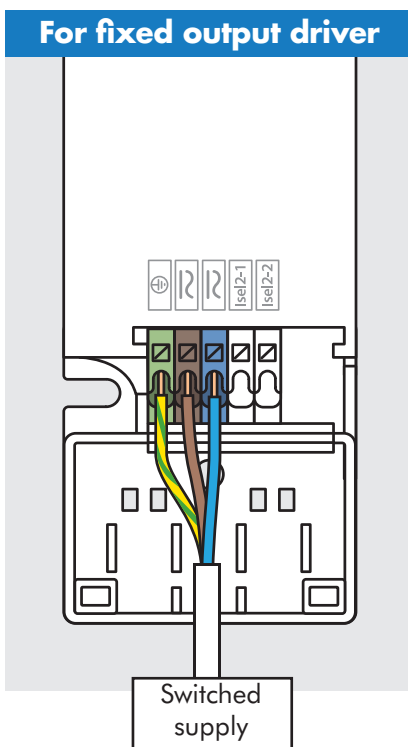 For fixed output driver
Isel2-1
Isel2-2
Switched
supply